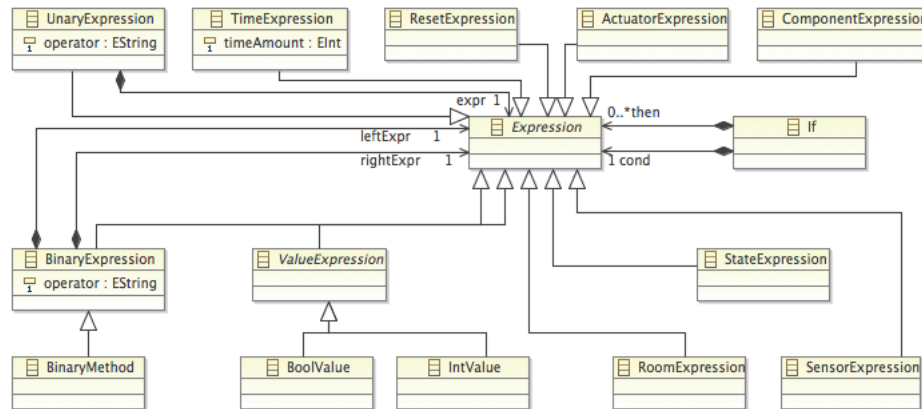 UnaryExpression
operator : EString
TimeExpression
timeAmount : EInt
ResetExpression
ActuatorExpression
ComponentExpression
expr 1
Expression
0..*then
If
leftExpr 1
rightExpr 1
1 cond
BinaryExpression
operator : EString
ValueExpression
StateExpression
BinaryMethod
BoolValue
IntValue
RoomExpression
SensorExpression